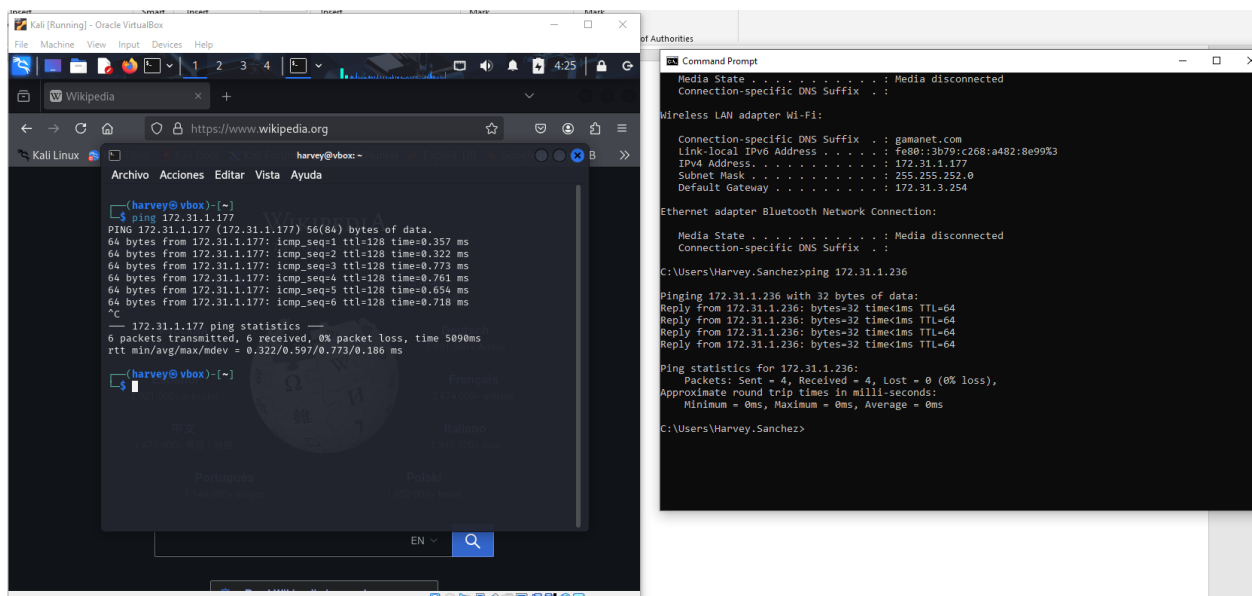 Insert
Smart
Insert
Insert
Mark
Mark
of Authorities
Kali [Running] - Oracle VirtualBox
File Machine View Input Devices Help
1 2 3 4
4:25
Wikipedia
https://www.wikipedia.org
Kali Linux
B
harvey@vbox: ~
Archivo Acciones Editar Vista Ayuda
WIKIPEDIA
┌──(harvey㉿vbox)-[~]
└─$ ping 172.31.1.177
PING 172.31.1.177 (172.31.1.177) 56(84) bytes of data.
64 bytes from 172.31.1.177: icmp_seq=1 ttl=128 time=0.357 ms
64 bytes from 172.31.1.177: icmp_seq=2 ttl=128 time=0.322 ms
64 bytes from 172.31.1.177: icmp_seq=3 ttl=128 time=0.773 ms
64 bytes from 172.31.1.177: icmp_seq=4 ttl=128 time=0.761 ms
64 bytes from 172.31.1.177: icmp_seq=5 ttl=128 time=0.654 ms
64 bytes from 172.31.1.177: icmp_seq=6 ttl=128 time=0.718 ms
^C
--- 172.31.1.177 ping statistics ---
6 packets transmitted, 6 received, 0% packet loss, time 5090ms
rtt min/avg/max/mdev = 0.322/0.597/0.773/0.186 ms
┌──(harvey㉿vbox)-[~]
└─$
Français
中文
Italiano
Português
Polski
EN
Command Prompt
Media State . . . . . . . . . . . : Media disconnected
Connection-specific DNS Suffix  . :
Wireless LAN adapter Wi-Fi:
Connection-specific DNS Suffix  . : gamanet.com
Link-local IPv6 Address . . . . . : fe80::3b79:c268:a482:8e99%3
IPv4 Address. . . . . . . . . . . : 172.31.1.177
Subnet Mask . . . . . . . . . . . : 255.255.252.0
Default Gateway . . . . . . . . . : 172.31.3.254
Ethernet adapter Bluetooth Network Connection:
Media State . . . . . . . . . . . : Media disconnected
Connection-specific DNS Suffix  . :
C:\Users\Harvey.Sanchez>ping 172.31.1.236
Pinging 172.31.1.236 with 32 bytes of data:
Reply from 172.31.1.236: bytes=32 time<1ms TTL=64
Reply from 172.31.1.236: bytes=32 time<1ms TTL=64
Reply from 172.31.1.236: bytes=32 time<1ms TTL=64
Reply from 172.31.1.236: bytes=32 time<1ms TTL=64
Ping statistics for 172.31.1.236:
Packets: Sent = 4, Received = 4, Lost = 0 (0% loss),
Approximate round trip times in milli-seconds:
Minimum = 0ms, Maximum = 0ms, Average = 0ms
C:\Users\Harvey.Sanchez>